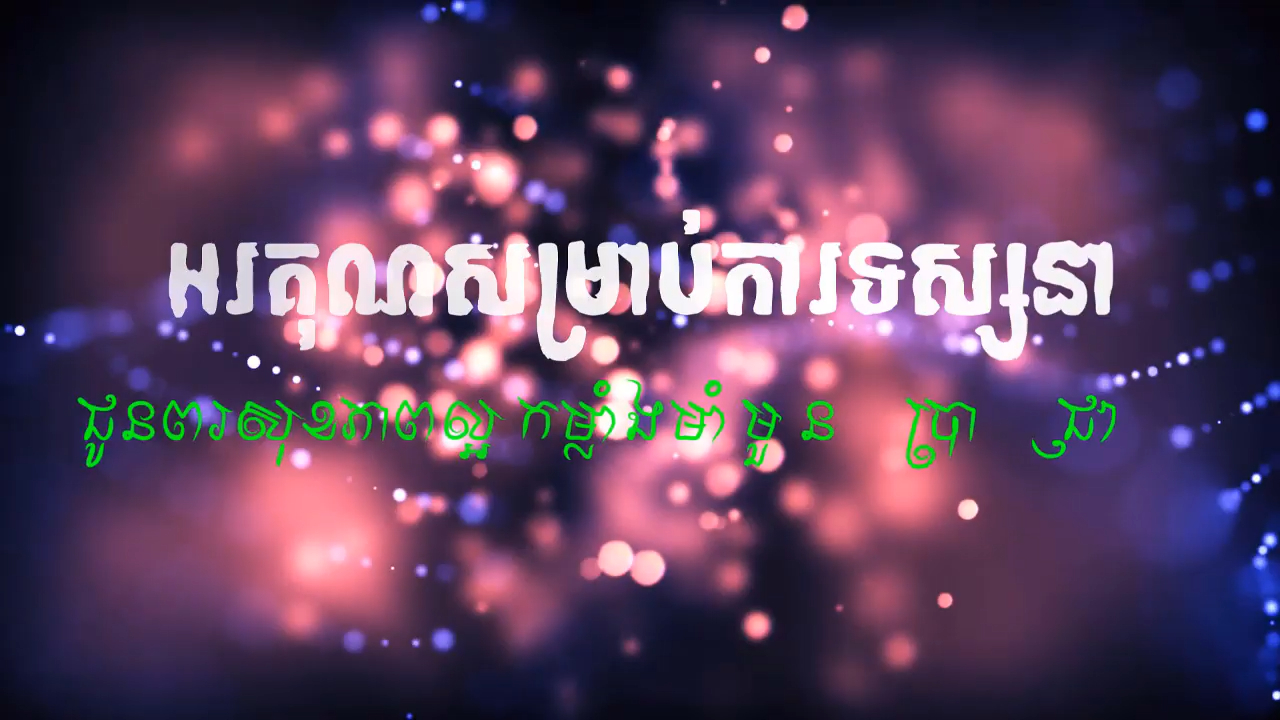 អរគុណសម្រាប់ការទស្សនា
ជូនពរសុខភាពល្អ កម្លាំងមាំ មួ ន ប្រា ជ្រា